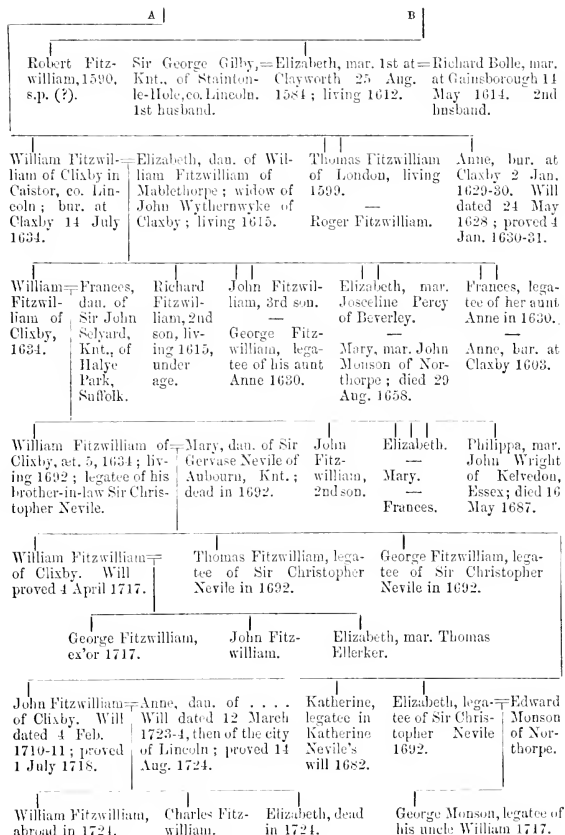 A B
Robert Fitz-
william, 1590,
s.p. (?).
Sir George Gilby,=
Knt., of Stainton-
le-Hole, co. Lincoln.
1st husband.
Elizabeth, mar. 1st at=
Clayworth 25 Aug.
1584; living 1612.
Richard Bolle, mar.
at Gainsborough 14
May 1614. 2nd
husband.
William Fitzwil-=
liam of Clixby in
Caistor, co. Lin-
coln; bur. at
Claxby 14 July
1634.
Elizabeth, dau. of Wil-
liam Fitzwilliam of
Mablethorpe; widow of
John Wythernwyke of
Claxby; living 1615.
Thomas Fitzwilliam
of London, living
1599.
—
Roger Fitzwilliam.
Anne, bur. at
Claxby 2 Jan.
1629-30. Will
dated 24 May
1628; proved 4
Jan. 1630-31.
William=
Fitzwil-
liam of
Clixby,
1634.
Frances,
dau. of
Sir John
Selyard,
Knt., of
Halye
Park,
Suffolk.
Richard
Fitzwil-
liam, 2nd
son, liv-
ing 1615,
under
age.
John Fitzwil-
liam, 3rd son.
—
George Fitz-
william, lega-
tee of his aunt
Anne 1630.
Elizabeth, mar.
Josceline Percy
of Beverley.
—
Mary, mar. John
Monson of Nor-
thorpe; died 29
Aug. 1658.
Frances, lega-
tee of her aunt
Anne in 1630.
—
Anne, bur. at
Claxby 1603.
William Fitzwilliam of=
Clixby, æt. 5, 1634; liv-
ing 1692; legatee of his
brother-in-law Sir Chris-
topher Nevile.
Mary, dau. of Sir
Gervase Nevile of
Aubourn, Knt.;
dead in 1692.
John
Fitz-
william,
2nd son.
Elizabeth.
—
Mary.
—
Frances.
Philippa, mar.
John Wright
of Kelvedon,
Essex; died 16
May 1687.
William Fitzwilliam=
of Clixby. Will
proved 4 April 1717.
Thomas Fitzwilliam, lega-
tee of Sir Christopher
Nevile in 1692.
George Fitzwilliam, lega-
tee of Sir Christopher
Nevile in 1692.
George Fitzwilliam,
ex'or 1717.
John Fitz-
william.
Elizabeth, mar. Thomas
Ellerker.
John Fitzwilliam=
of Clixby. Will
dated 4 Feb.
1710-11; proved
1 July 1718.
Anne, dau. of . . . .
Will dated 12 March
1723-4, then of the city
of Lincoln; proved 14
Aug. 1724.
Katherine,
legatee in
Katherine
Nevile's
will 1682.
Elizabeth, lega-=
tee of Sir Chris-
topher Nevile
1692.
Edward
Monson
of Nor-
thorpe.
William Fitzwilliam,
abroad in 1724.
Charles Fitz-
william.
Elizabeth, dead
in 1724.
George Monson, legatee of
his uncle William 1717.